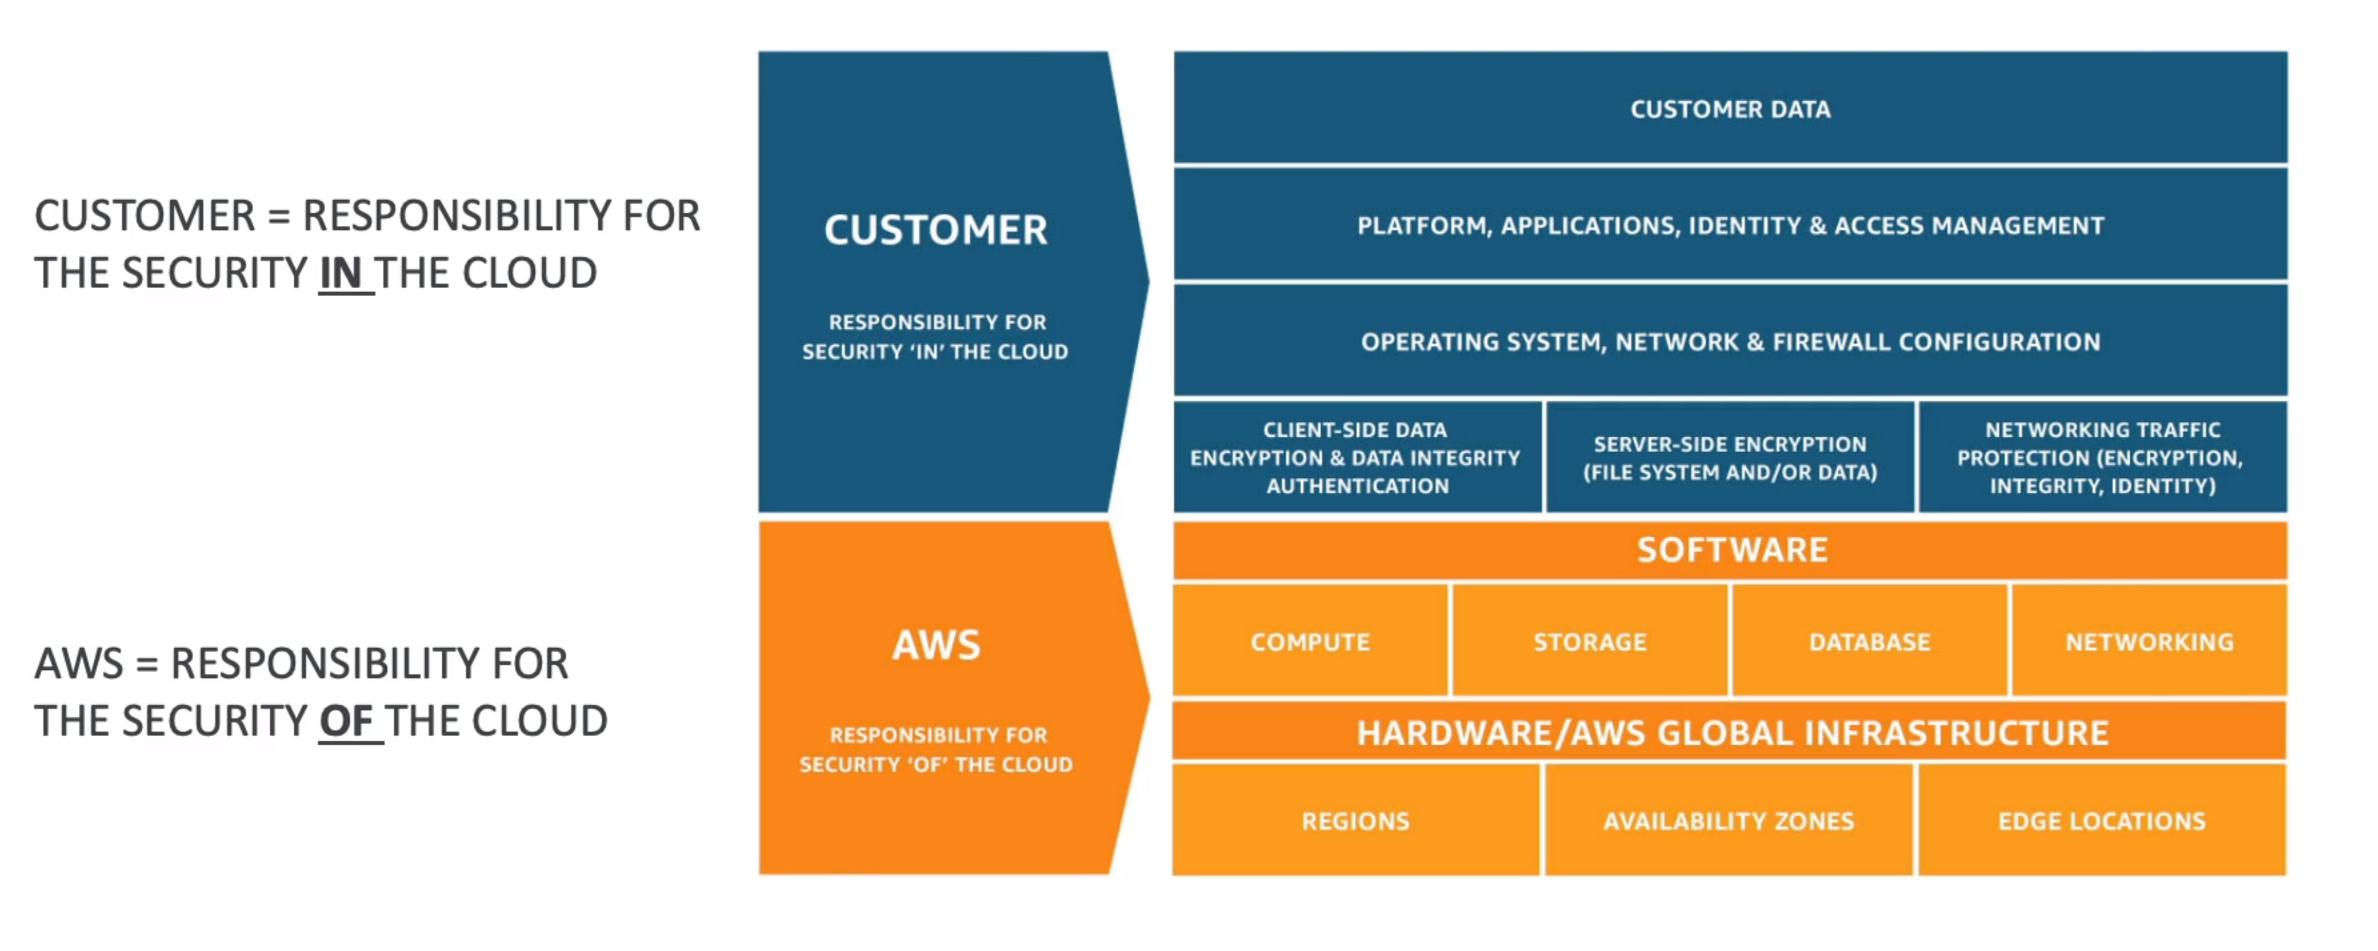 CUSTOMER = RESPONSIBILITY FOR
THE SECURITY IN THE CLOUD
CUSTOMER
RESPONSIBILITY FOR
SECURITY ‘IN’ THE CLOUD
CUSTOMER DATA
PLATFORM, APPLICATIONS, IDENTITY & ACCESS MANAGEMENT
OPERATING SYSTEM, NETWORK & FIREWALL CONFIGURATION
CLIENT-SIDE DATA
ENCRYPTION & DATA INTEGRITY
AUTHENTICATION
SERVER-SIDE ENCRYPTION
(FILE SYSTEM AND/OR DATA)
NETWORKING TRAFFIC
PROTECTION (ENCRYPTION,
INTEGRITY, IDENTITY)
AWS = RESPONSIBILITY FOR
THE SECURITY OF THE CLOUD
AWS
RESPONSIBILITY FOR
SECURITY ‘OF’ THE CLOUD
SOFTWARE
COMPUTE
STORAGE
DATABASE
NETWORKING
HARDWARE/AWS GLOBAL INFRASTRUCTURE
REGIONS
AVAILABILITY ZONES
EDGE LOCATIONS